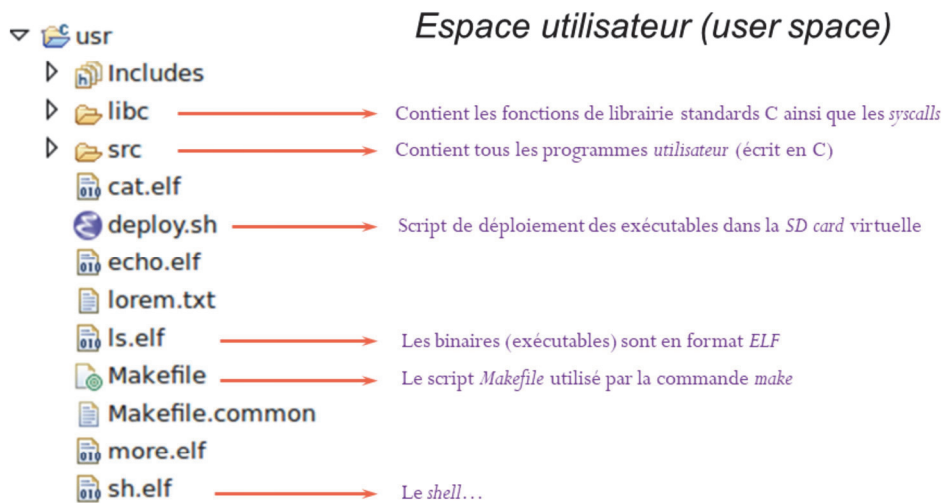 Espace utilisateur (user space)
usr
Includes
libc
Contient les fonctions de librairie standards C ainsi que les syscalls
src
Contient tous les programmes utilisateur (écrit en C)
cat.elf
deploy.sh
Script de déploiement des exécutables dans la SD card virtuelle
echo.elf
lorem.txt
ls.elf
Les binaires (exécutables) sont en format ELF
Makefile
Le script Makefile utilisé par la commande make
Makefile.common
more.elf
sh.elf
Le shell…